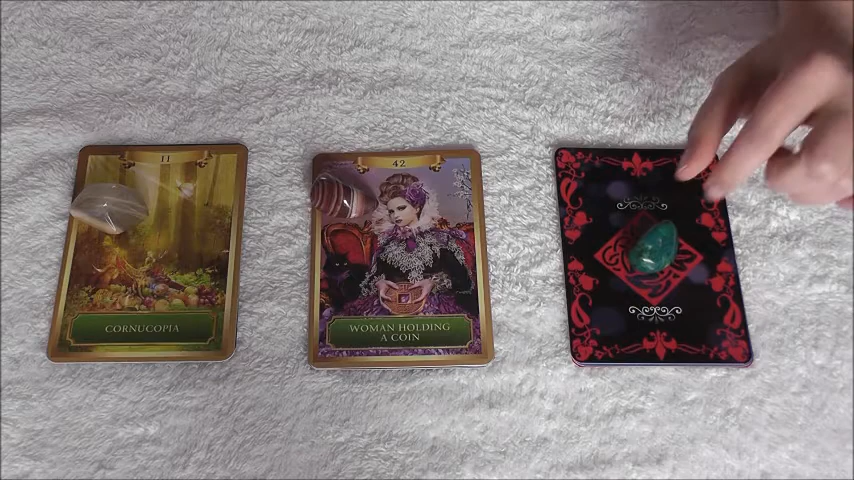 11
CORNUCOPIA
42
WOMAN HOLDING
A COIN